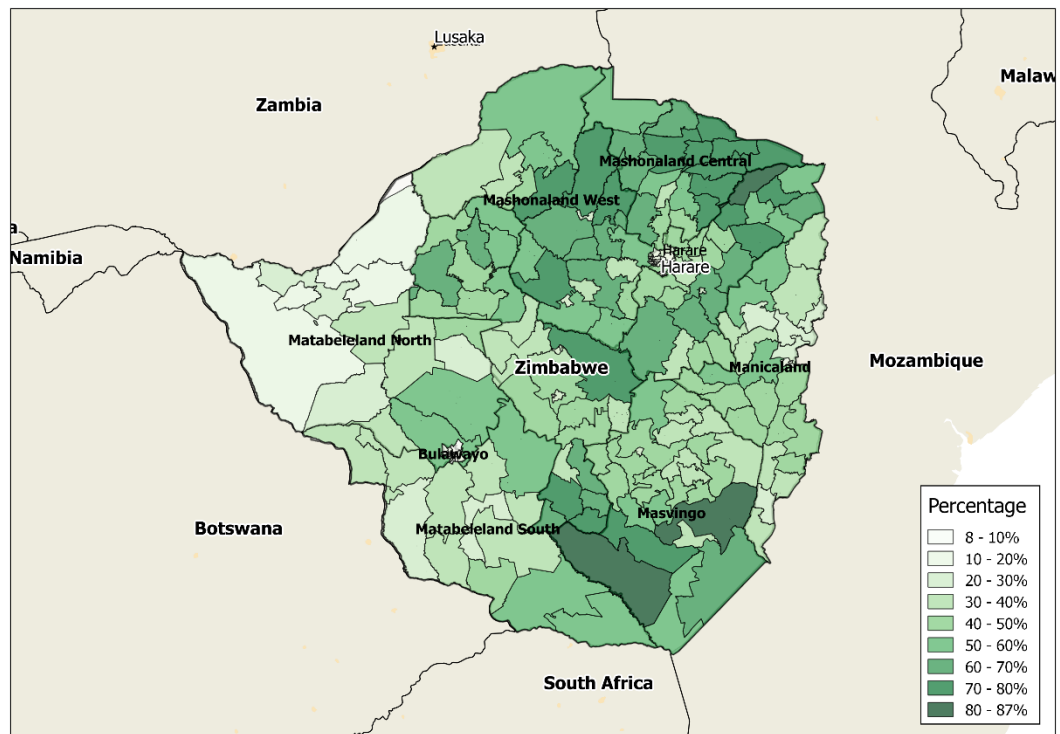 Lusaka
Malaw
Zambia
Mashonaland Central
Mashonaland West
a
Namibia
Harare
Harare
Matabeleland North
Zimbabwe
Mozambique
Manicaland
Bulawayo
Masvingo
Botswana
Matabeleland South
South Africa
Percentage
8 - 10%
10 - 20%
20 - 30%
30 - 40%
40 - 50%
50 - 60%
60 - 70%
70 - 80%
80 - 87%